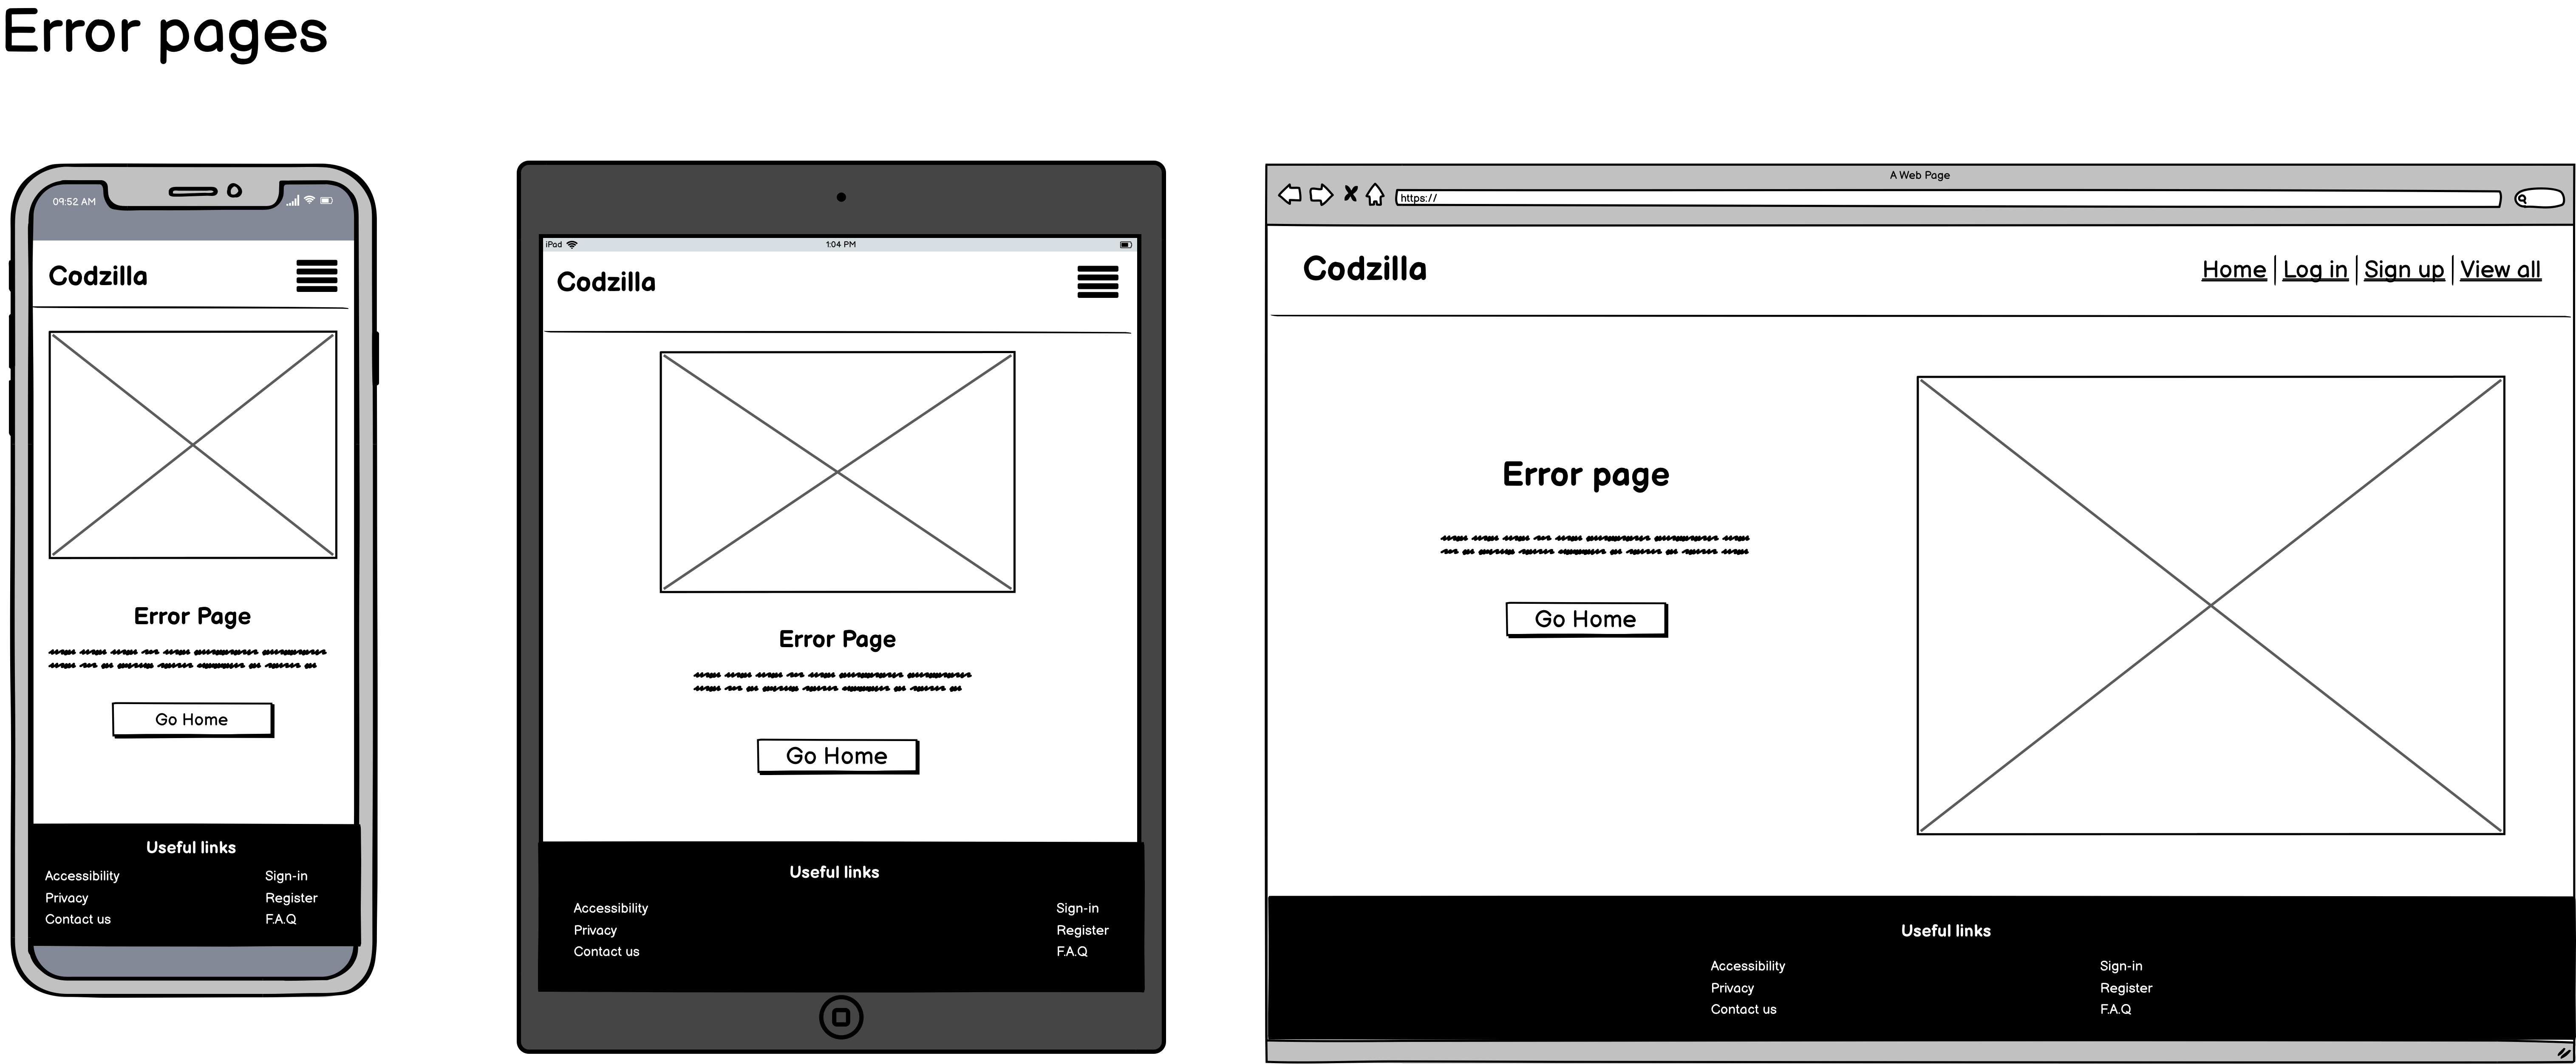 Error pages
09:52 AM
Codzilla
Error Page
Go Home
Useful links
Accessibility
Sign-in
Privacy
Register
Contact us
F.A.Q
iPad
1:04 PM
Codzilla
Error Page
Go Home
Useful links
Accessibility
Sign-in
Privacy
Register
Contact us
F.A.Q
A Web Page
https://
Codzilla
Home Log in Sign up View all
Error page
Go Home
Useful links
Accessibility
Sign-in
Privacy
Register
Contact us
F.A.Q